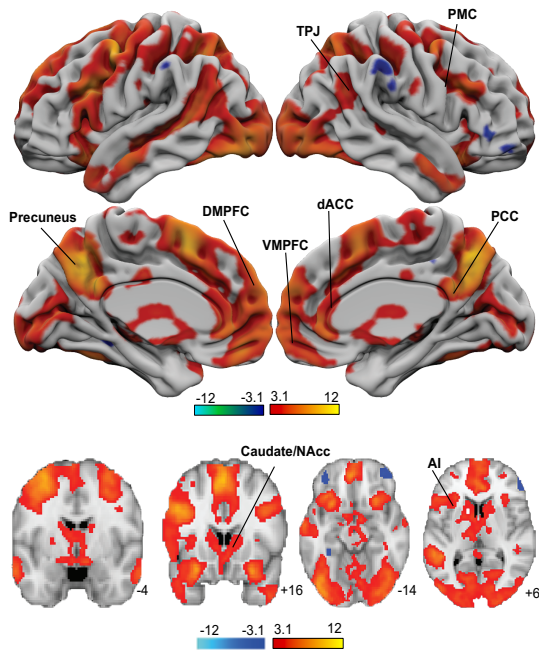 TPJ
PMC
Precuneus
DMPFC
dACC
VMPFC
PCC
-12 -3.1 3.1 12
Caudate/NAcc
AI
-4
+16
-14
+6
-12 -3.1 3.1 12